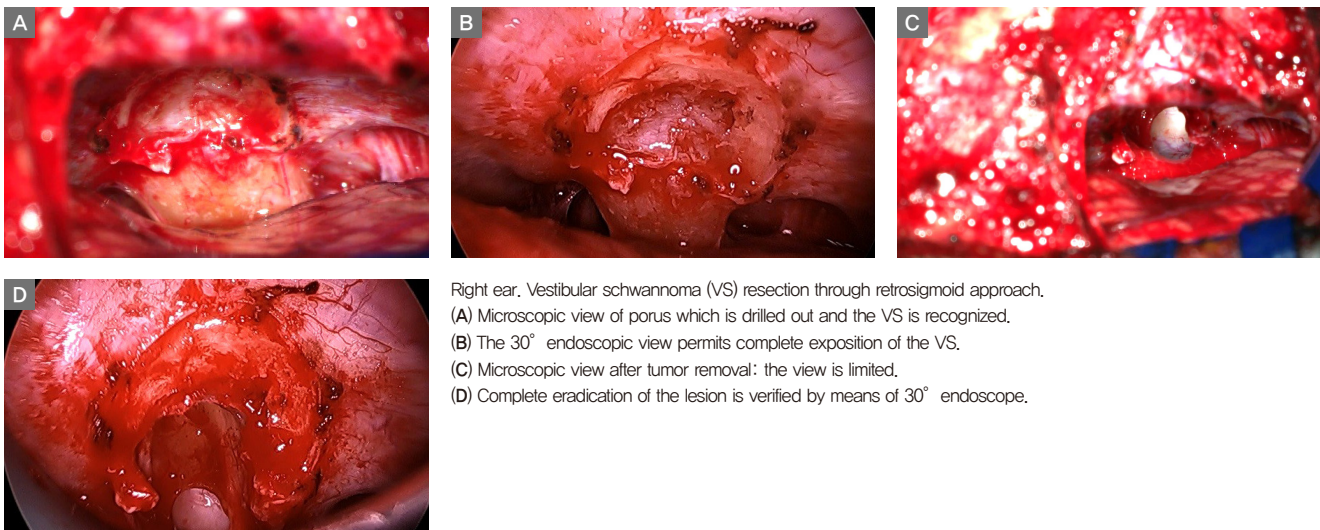 A
B
C
D
Right ear. Vestibular schwannoma (VS) resection through retrosigmoid approach.
(A) Microscopic view of porus which is drilled out and the VS is recognized.
(B) The 30° endoscopic view permits complete exposition of the VS.
(C) Microscopic view after tumor removal: the view is limited.
(D) Complete eradication of the lesion is verified by means of 30° endoscope.